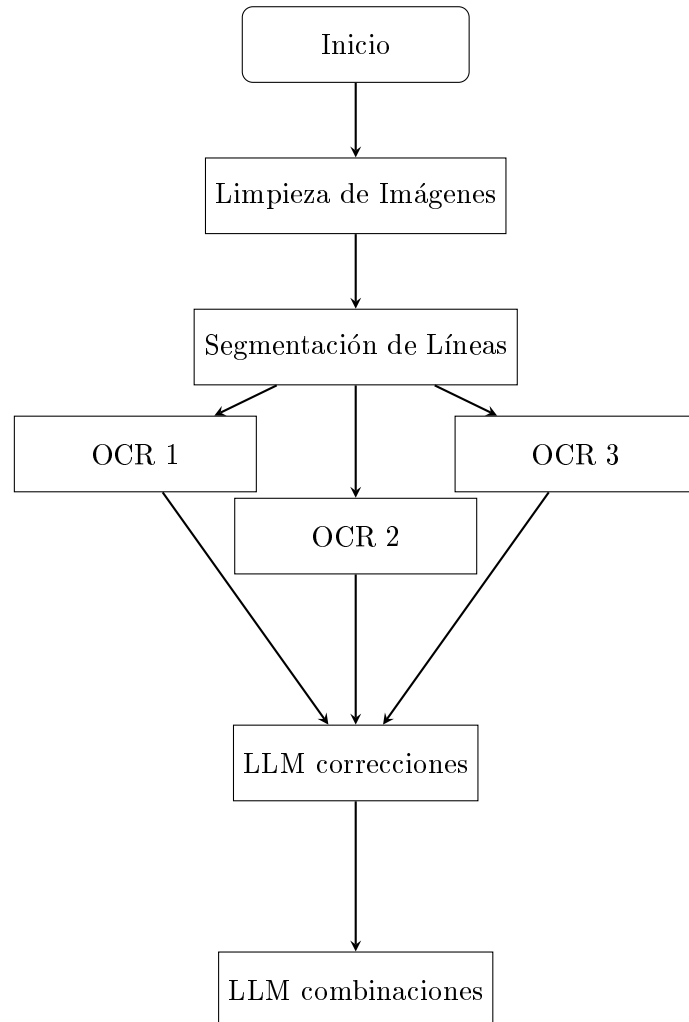 Inicio
Limpieza de Imágenes
Segmentación de Líneas
OCR 1
OCR 3
OCR 2
LLM correcciones
LLM combinaciones